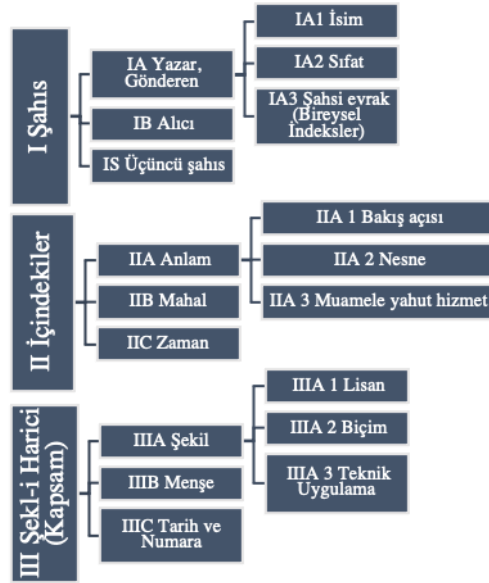 I Şahıs
IA Yazar,
Gönderen
IB Alıcı
IS Üçüncü şahıs
IA1 İsim
IA2 Sıfat
IA3 Şahsi evrak
(Bireysel
İndeksler)
II İçindekiler
IIA Anlam
IIB Mahal
IIC Zaman
IIA 1 Bakış açısı
IIA 2 Nesne
IIA 3 Muamele yahut hizmet
III Şekl-i Harici
(Kapsam)
IIIA Şekil
IIIB Menşe
IIIC Tarih ve
Numara
IIIA 1 Lisan
IIIA 2 Biçim
IIIA 3 Teknik
Uygulama